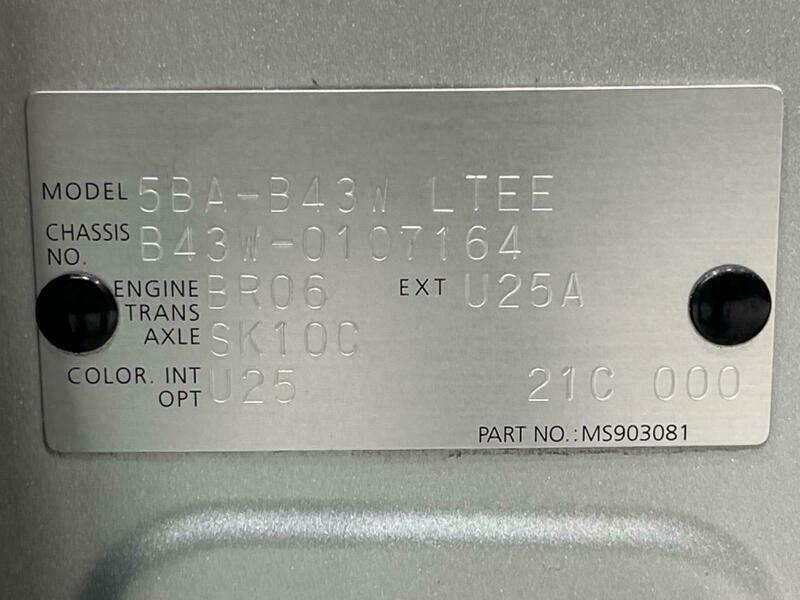 MODEL 5BA-B43W LTEE
CHASSIS NO. B43W-0107164
ENGINE BR06 EXT U25A
TRANS AXLE SK10C
COLOR. INT OPT U25 21C 000
PART NO.:MS903081